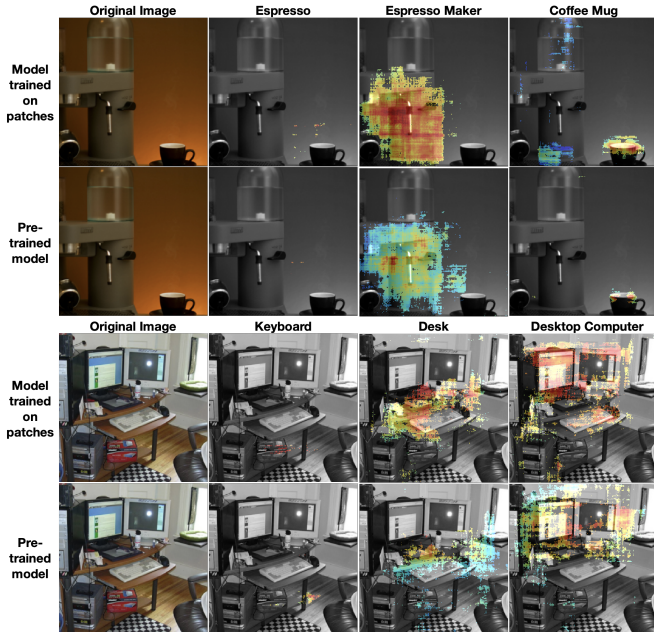 Original Image Espresso Espresso Maker Coffee Mug
Model
trained
on
patches
Pre-
trained
model
Original Image Keyboard Desk Desktop Computer
Model
trained
on
patches
Pre-
trained
model